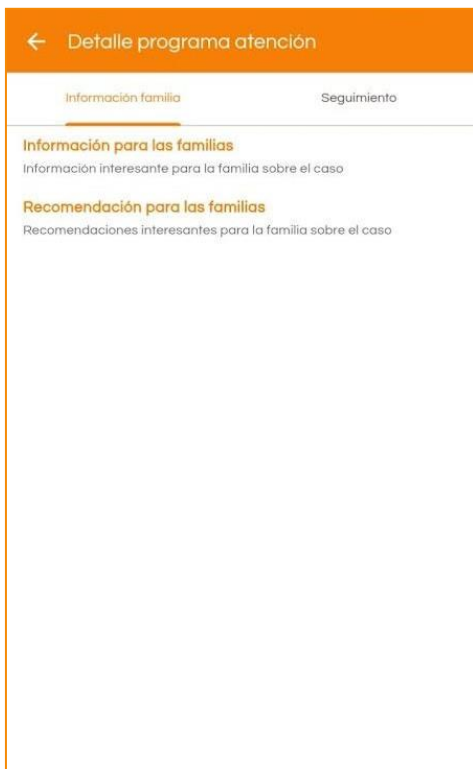 Detalle programa atención
Información familia
Seguimiento
Información para las familias
Información interesante para la familia sobre el caso
Recomendación para las familias
Recomendaciones interesantes para la familia sobre el caso